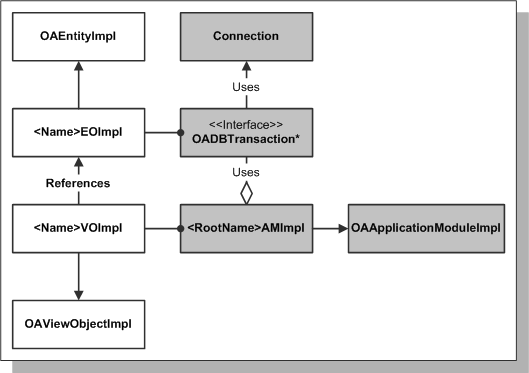 OAEntityImpl
Connection
Uses
<Name>EOImpl
<<Interface>>
OADBTransaction*
References
Uses
<Name>VOImpl
<RootName>AMImpl
OAApplicationModuleImpl
OAViewObjectImpl